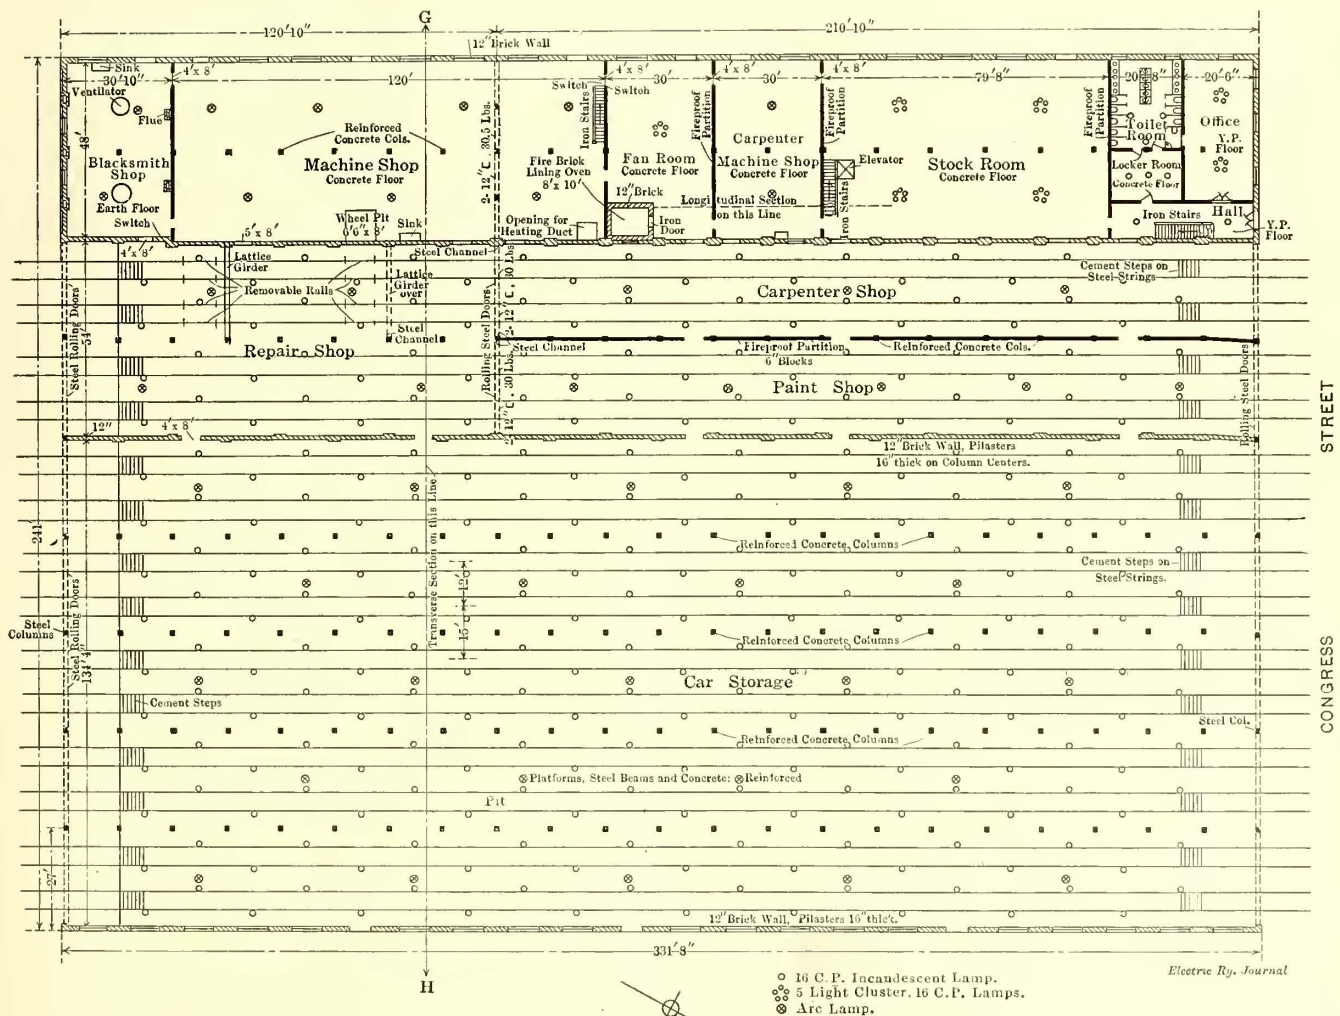 G
120'10"
210'10"
12" Brick Wall
Sink
4'x 8'
4'x 8'
4'x 8'
4'x 8'
30'10"
120'
30'
30'
79'8"
20'6"
Ventilator
Flue
48'
Switch
Switch
Iron Stairs
Fireproof
Partition
Fireproof
Partition
Fireproof
Partition
Reinforced
Concrete Cols.
Blacksmith
Shop
Machine Shop
Concrete Floor
Fire Brick
Lining Oven
8'x 10'
Fan Room
Concrete Floor
Carpenter
Machine Shop
Concrete Floor
Elevator
Stock Room
Concrete Floor
Toilet
Room
Office
Y.P.
Floor
Locker Room
Concrete Floor
12" Brick
Longitudinal Section
on this Line
Earth Floor
Switch
Wheel Pit
6'6"x 8'
Sink
Opening for
Heating Duct
Iron
Door
Iron Stairs
Iron Stairs
Hall
Y.P.
Floor
5'x 8'
4'x 8'
Steel Channel
Lattice
Girder
Lattice
Girder
over
Removable Rails
Cement Steps on
Steel Strings
Carpenter Shop
Steel Rolling Doors
54'
Rolling Steel Doors
Steel
Channel
Steel Channel
Fireproof Partition
6" Blocks
Reinforced Concrete Cols.
Repair Shop
2- 12" [, 30.5 Lbs.
2- 12" [, 30 Lbs.
2- 12" [, 30 Lbs.
Paint Shop
Rolling Steel Doors
STREET
12"
4'x 8'
12" Brick Wall, Pilasters
16" thick on Column Centers.
241'
Transverse Section on this Line
Reinforced Concrete Columns
Cement Steps on
Steel Strings.
12'
15'
Steel
Columns
Steel Rolling Doors
134'4"
Reinforced Concrete Columns
Car Storage
Cement Steps
Steel Col.
Reinforced Concrete Columns
CONGRESS
Platforms, Steel Beams and Concrete: Reinforced
Pit
27'
12" Brick Wall, Pilasters 16" thick.
331'8"
H
Electric Ry. Journal
16 C.P. Incandescent Lamp.
5 Light Cluster, 16 C.P. Lamps.
Arc Lamp.